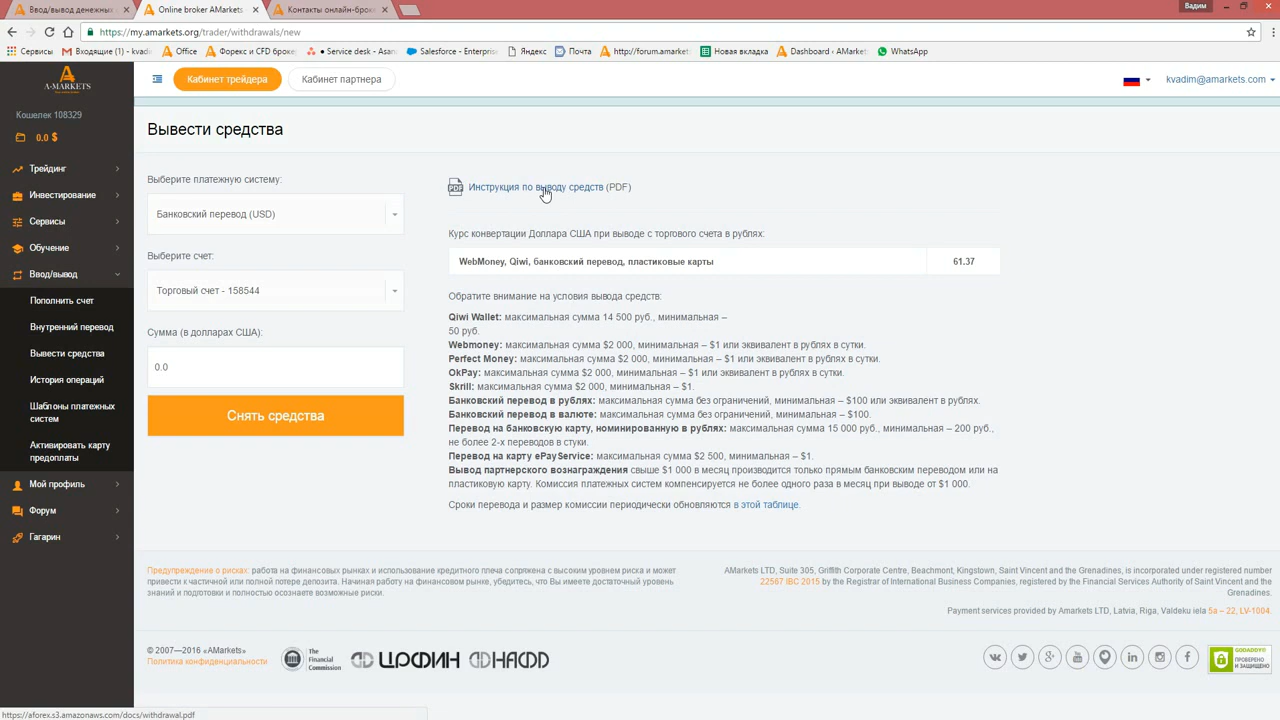 Ввод/вывод денежных с
Online broker AMarkets
Контакты онлайн-броке
Вадим
https://my.amarkets.org/trader/withdrawals/new
Сервисы
Входящие (1) - kvadi
Office
Форекс и CFD броке
Service desk - Asan
Salesforce - Enterpris
Яндекс
Почта
http://forum.amarket
Новая вкладка
Dashboard ‹ AMarke
WhatsApp
A-MARKETS
Кабинет трейдера
Кабинет партнера
kvadim@amarkets.com
Кошелек 108329
0.0 $
Трейдинг
Инвестирование
Сервисы
Обучение
Ввод/вывод
Пополнить счет
Внутренний перевод
Вывести средства
История операций
Шаблоны платежных
систем
Активировать карту
предоплаты
Мой профиль
Форум
Гагарин
Вывести средства
Выберите платежную систему:
Банковский перевод (USD)
Выберите счет:
Торговый счет - 158544
Сумма (в долларах США):
0.0
Снять средства
PDF
Инструкция по выводу средств (PDF)
Курс конвертации Доллара США при выводе с торгового счета в рублях:
WebMoney, Qiwi, банковский перевод, пластиковые карты 61.37
Обратите внимание на условия вывода средств:
Qiwi Wallet: максимальная сумма 14 500 руб., минимальная –
50 руб.
Webmoney: максимальная сумма $2 000, минимальная – $1 или эквивалент в рублях в сутки.
Perfect Money: максимальная сумма $2 000, минимальная – $1 или эквивалент в рублях в сутки.
OkPay: максимальная сумма $2 000, минимальная – $1 или эквивалент в рублях в сутки.
Skrill: максимальная сумма $2 000, минимальная – $1.
Банковский перевод в рублях: максимальная сумма без ограничений, минимальная – $100 или эквивалент в рублях.
Банковский перевод в валюте: максимальная сумма без ограничений, минимальная – $100.
Перевод на банковскую карту, номинированную в рублях: максимальная сумма 15 000 руб., минимальная – 200 руб.,
не более 2-х переводов в стуки.
Перевод на карту ePayService: максимальная сумма $2 500, минимальная – $1.
Вывод партнерского вознаграждения свыше $1 000 в месяц производится только прямым банковским переводом или на
пластиковую карту. Комиссия платежных систем компенсируется не более одного раза в месяц при выводе от $1 000.
Сроки перевода и размер комиссии периодически обновляются в этой таблице.
Предупреждение о рисках: работа на финансовых рынках и использование кредитного плеча сопряжена с высоким уровнем риска и может
привести к частичной или полной потере депозита. Начиная работу на финансовом рынке, убедитесь, что Вы имеете достаточный уровень
знаний и подготовки и полностью осознаете возможные риски.
AMarkets LTD, Suite 305, Griffith Corporate Centre, Beachmont, Kingstown, Saint Vincent and the Grenadines, is incorporated under registered number
22567 IBC 2015 by the Registrar of International Business Companies, registered by the Financial Services Authority of Saint Vincent and the
Grenadines.
Payment services provided by Amarkets LTD, Latvia, Riga, Valdeku iela 5a – 22, LV-1004.
© 2007—2016 «AMarkets»
Политика конфиденциальности
The
Financial
Commission
ЦРОФИН
НАФД
GODADDY
ПРОВЕРЕНО
И ЗАЩИЩЕНО
https://aforex.s3.amazonaws.com/docs/withdrawal.pdf